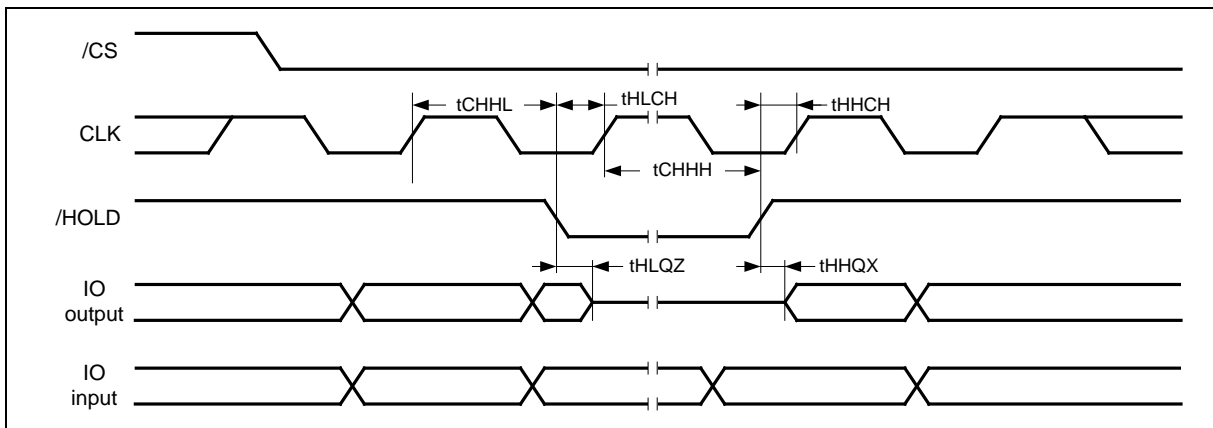 /CS
tCHHL
tHLCH
tHHCH
CLK
tCHHH
/HOLD
tHLQZ
tHHQX
IO
output
IO
input